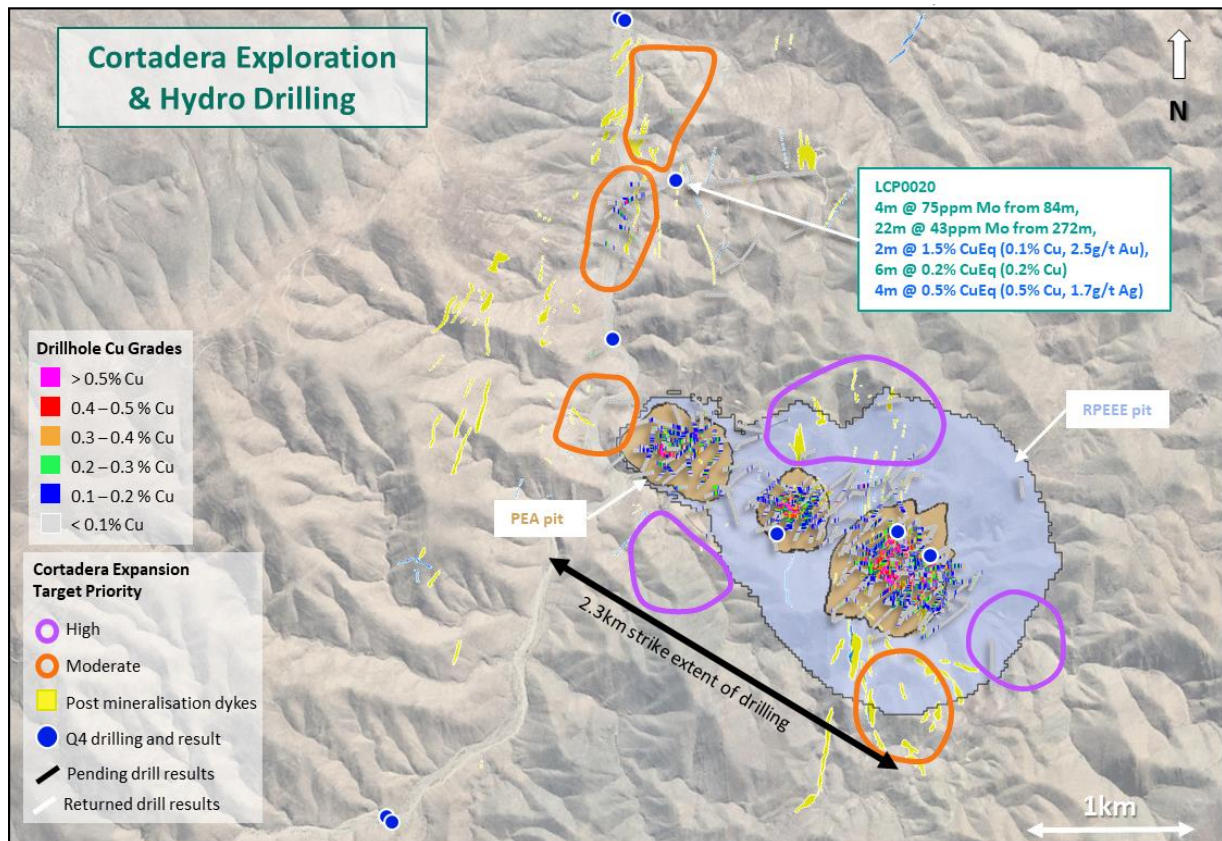 Cortadera Exploration
& Hydro Drilling
N
LCP0020
4m @ 75ppm Mo from 84m,
22m @ 43ppm Mo from 272m,
2m @ 1.5% CuEq (0.1% Cu, 2.5g/t Au),
6m @ 0.2% CuEq (0.2% Cu)
4m @ 0.5% CuEq (0.5% Cu, 1.7g/t Ag)
Drillhole Cu Grades
> 0.5% Cu
0.4 – 0.5 % Cu
0.3 – 0.4 % Cu
0.2 – 0.3 % Cu
0.1 – 0.2 % Cu
< 0.1% Cu
RPEEE pit
PEA pit
2.3km strike extent of drilling
Cortadera Expansion
Target Priority
High
Moderate
Post mineralisation dykes
Q4 drilling and result
Pending drill results
Returned drill results
1km